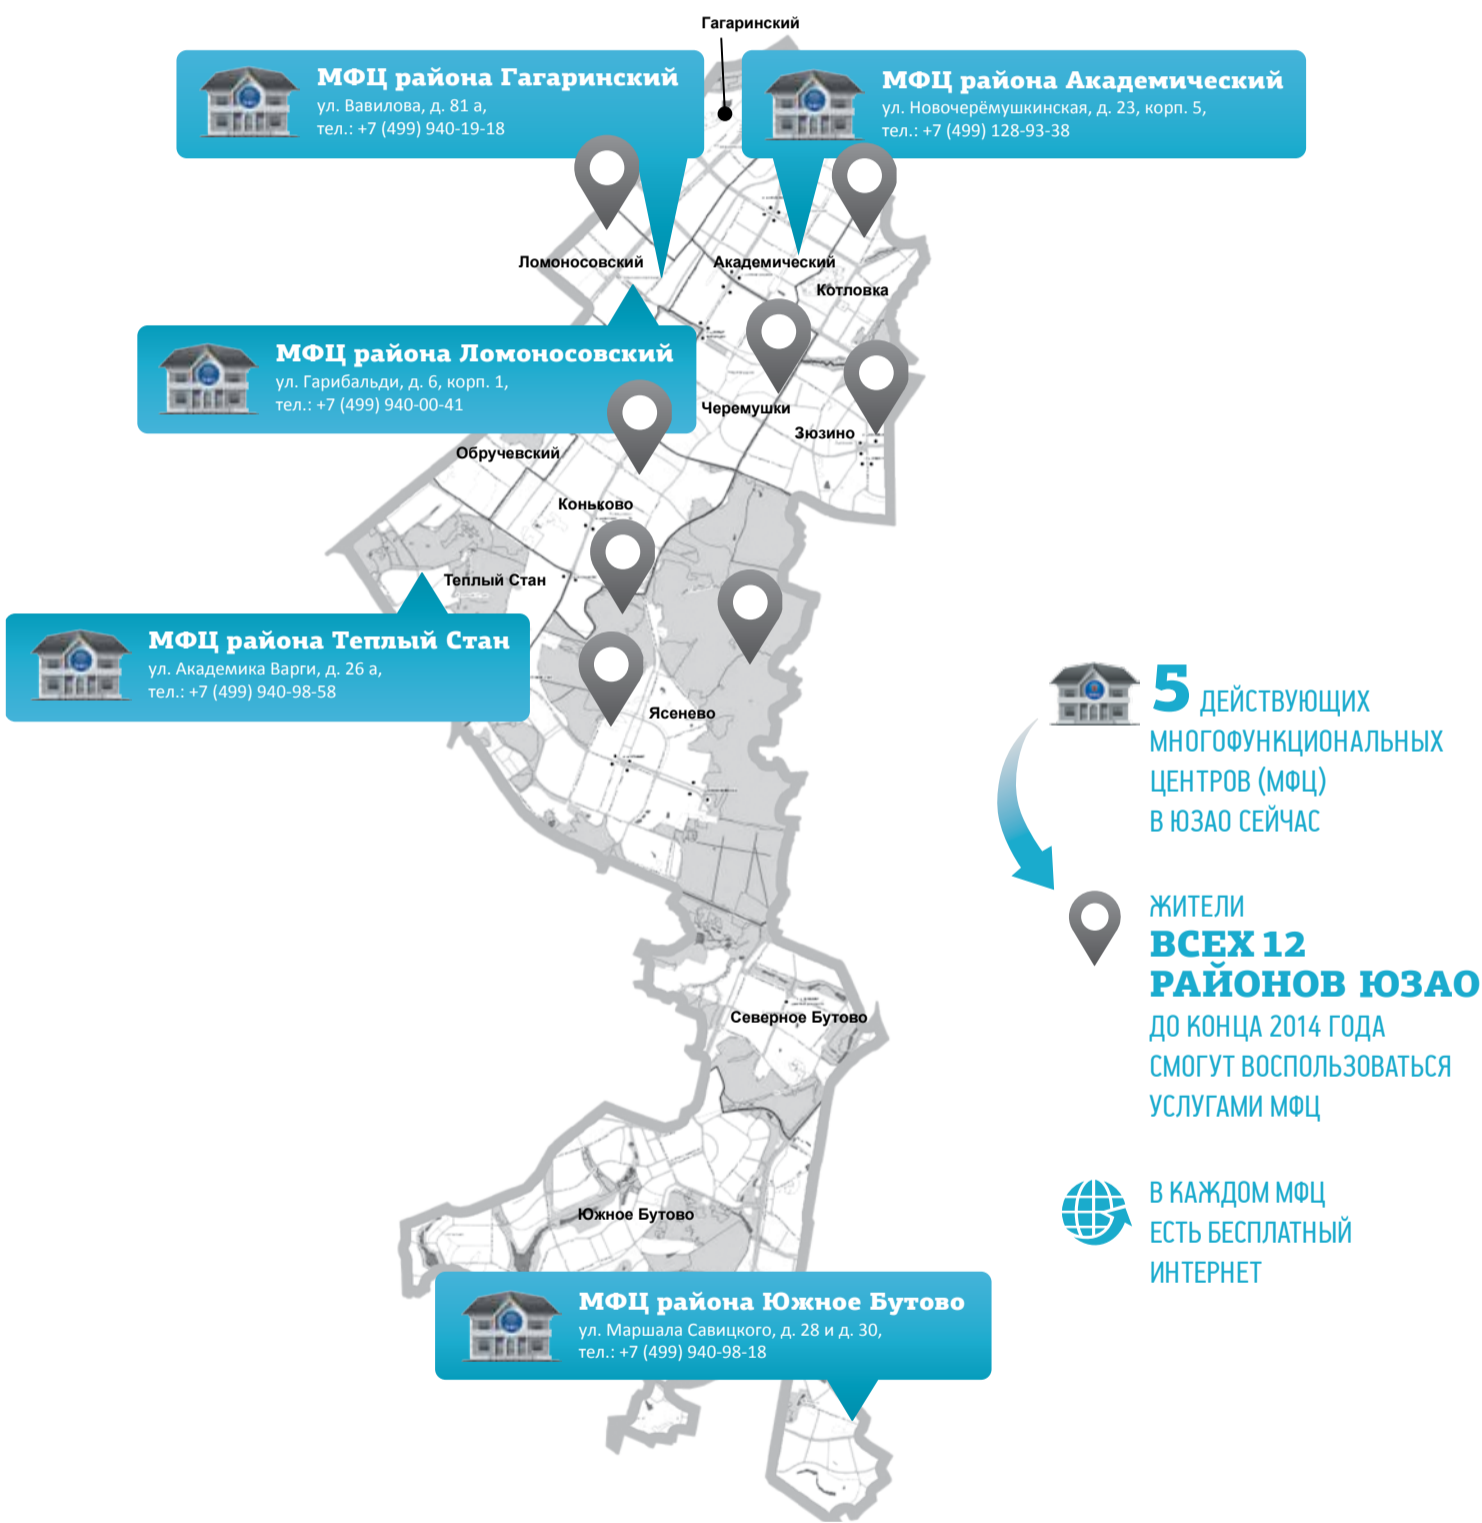 Гагаринский
МФЦ района Гагаринский
ул. Вавилова, д. 81 а,
тел.: +7 (499) 940-19-18
МФЦ района Академический
ул. Новочерёмушкинская, д. 23, корп. 5,
тел.: +7 (499) 128-93-38
Ломоносовский
Академический
Котловка
МФЦ района Ломоносовский
ул. Гарибальди, д. 6, корп. 1,
тел.: +7 (499) 940-00-41
Черемушки
Зюзино
Обручевский
Коньково
Теплый Стан
МФЦ района Теплый Стан
ул. Академика Варги, д. 26 а,
тел.: +7 (499) 940-98-58
Ясенево
5 ДЕЙСТВУЮЩИХ
МНОГОФУНКЦИОНАЛЬНЫХ
ЦЕНТРОВ (МФЦ)
В ЮЗАО СЕЙЧАС
ЖИТЕЛИ
ВСЕХ 12
РАЙОНОВ ЮЗАО
ДО КОНЦА 2014 ГОДА
СМОГУТ ВОСПОЛЬЗОВАТЬСЯ
УСЛУГАМИ МФЦ
Северное Бутово
В КАЖДОМ МФЦ
ЕСТЬ БЕСПЛАТНЫЙ
ИНТЕРНЕТ
Южное Бутово
МФЦ района Южное Бутово
ул. Маршала Савицкого, д. 28 и д. 30,
тел.: +7 (499) 940-98-18